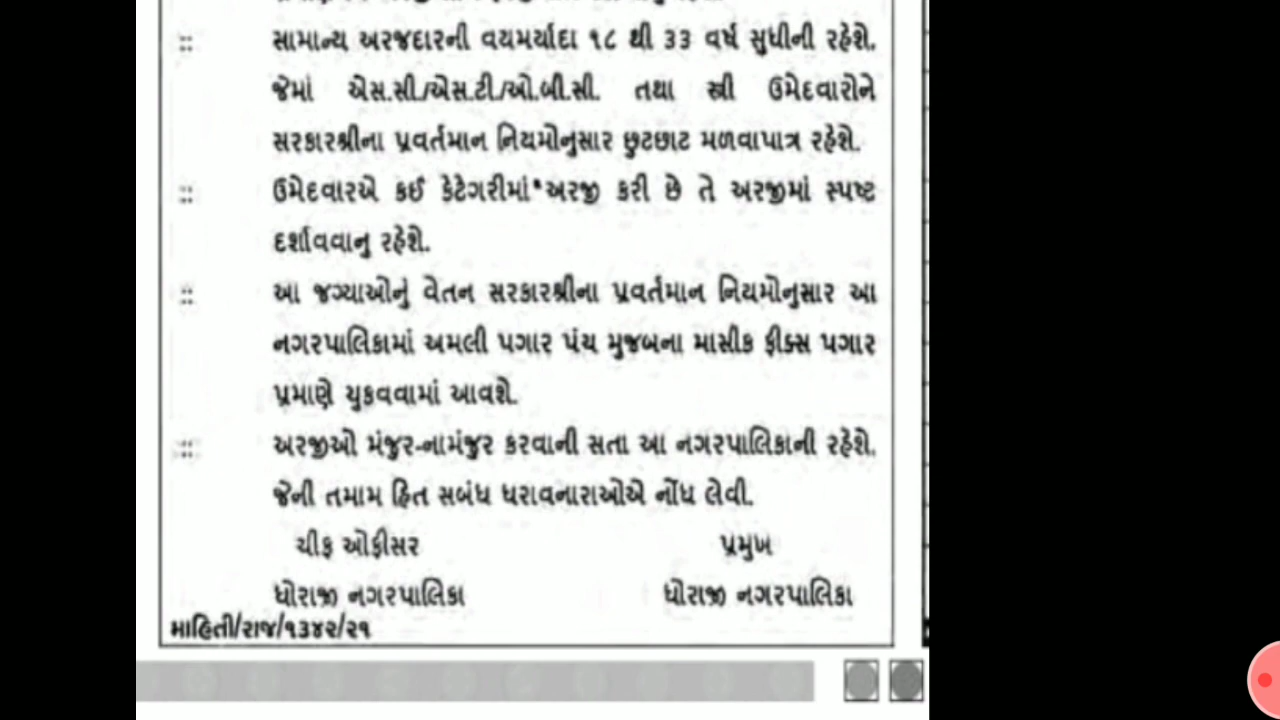 :: સામાન્ય અરજદારની વયમર્યાદા ૧૮ થી ૩૩ વર્ષ સુધીની રહેશે.
જેમાં એસ.સી./એસ.ટી./ઓ.બી.સી. તથા સ્ત્રી ઉમેદવારોને
સરકારશ્રીના પ્રવર્તમાન નિયમોનુસાર છુટછાટ મળવાપાત્ર રહેશે.
:: ઉમેદવારએ કઈ કેટેગરીમાં અરજી કરી છે તે અરજીમાં સ્પષ્ટ
દર્શાવવાનુ રહેશે.
:: આ જગ્યાઓનું વેતન સરકારશ્રીના પ્રવર્તમાન નિયમોનુસાર આ
નગરપાલિકામાં અમલી પગાર પંચ મુજબના માસીક ફીક્સ પગાર
પ્રમાણે ચુકવવામાં આવશે.
:: અરજીઓ મંજુર-નામંજુર કરવાની સતા આ નગરપાલિકાની રહેશે.
જેની તમામ હિત સબંધ ધરાવનારાઓએ નોંધ લેવી.
ચીફ ઓફીસર પ્રમુખ
ધોરાજી નગરપાલિકા ધોરાજી નગરપાલિકા
માહિતી/રાજ/૧૩૪૨/૨૧